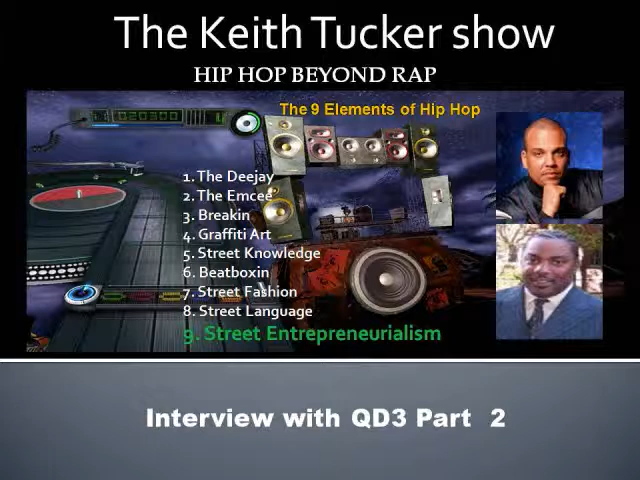 The Keith Tucker show
HIP HOP BEYOND RAP
020300
The 9 Elements of Hip Hop
1. The Deejay
2. The Emcee
3. Breakin
4. Graffiti Art
5. Street Knowledge
6. Beatboxin
7. Street Fashion
8. Street Language
9. Street Entrepreneurialism
Interview with QD3 Part 2